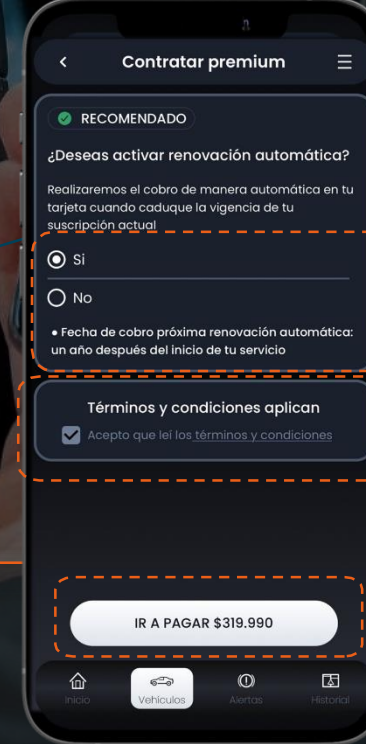 Contratar premium
RECOMENDADO
¿Deseas activar renovación automática?
Realizaremos el cobro de manera automática en tu
tarjeta cuando caduque la vigencia de tu
suscripción actual
Si
No
• Fecha de cobro próxima renovación automática:
un año después del inicio de tu servicio
Términos y condiciones aplican
Acepto que leí los términos y condiciones
IR A PAGAR $319.990
Inicio
Vehículos
Alertas
Historial